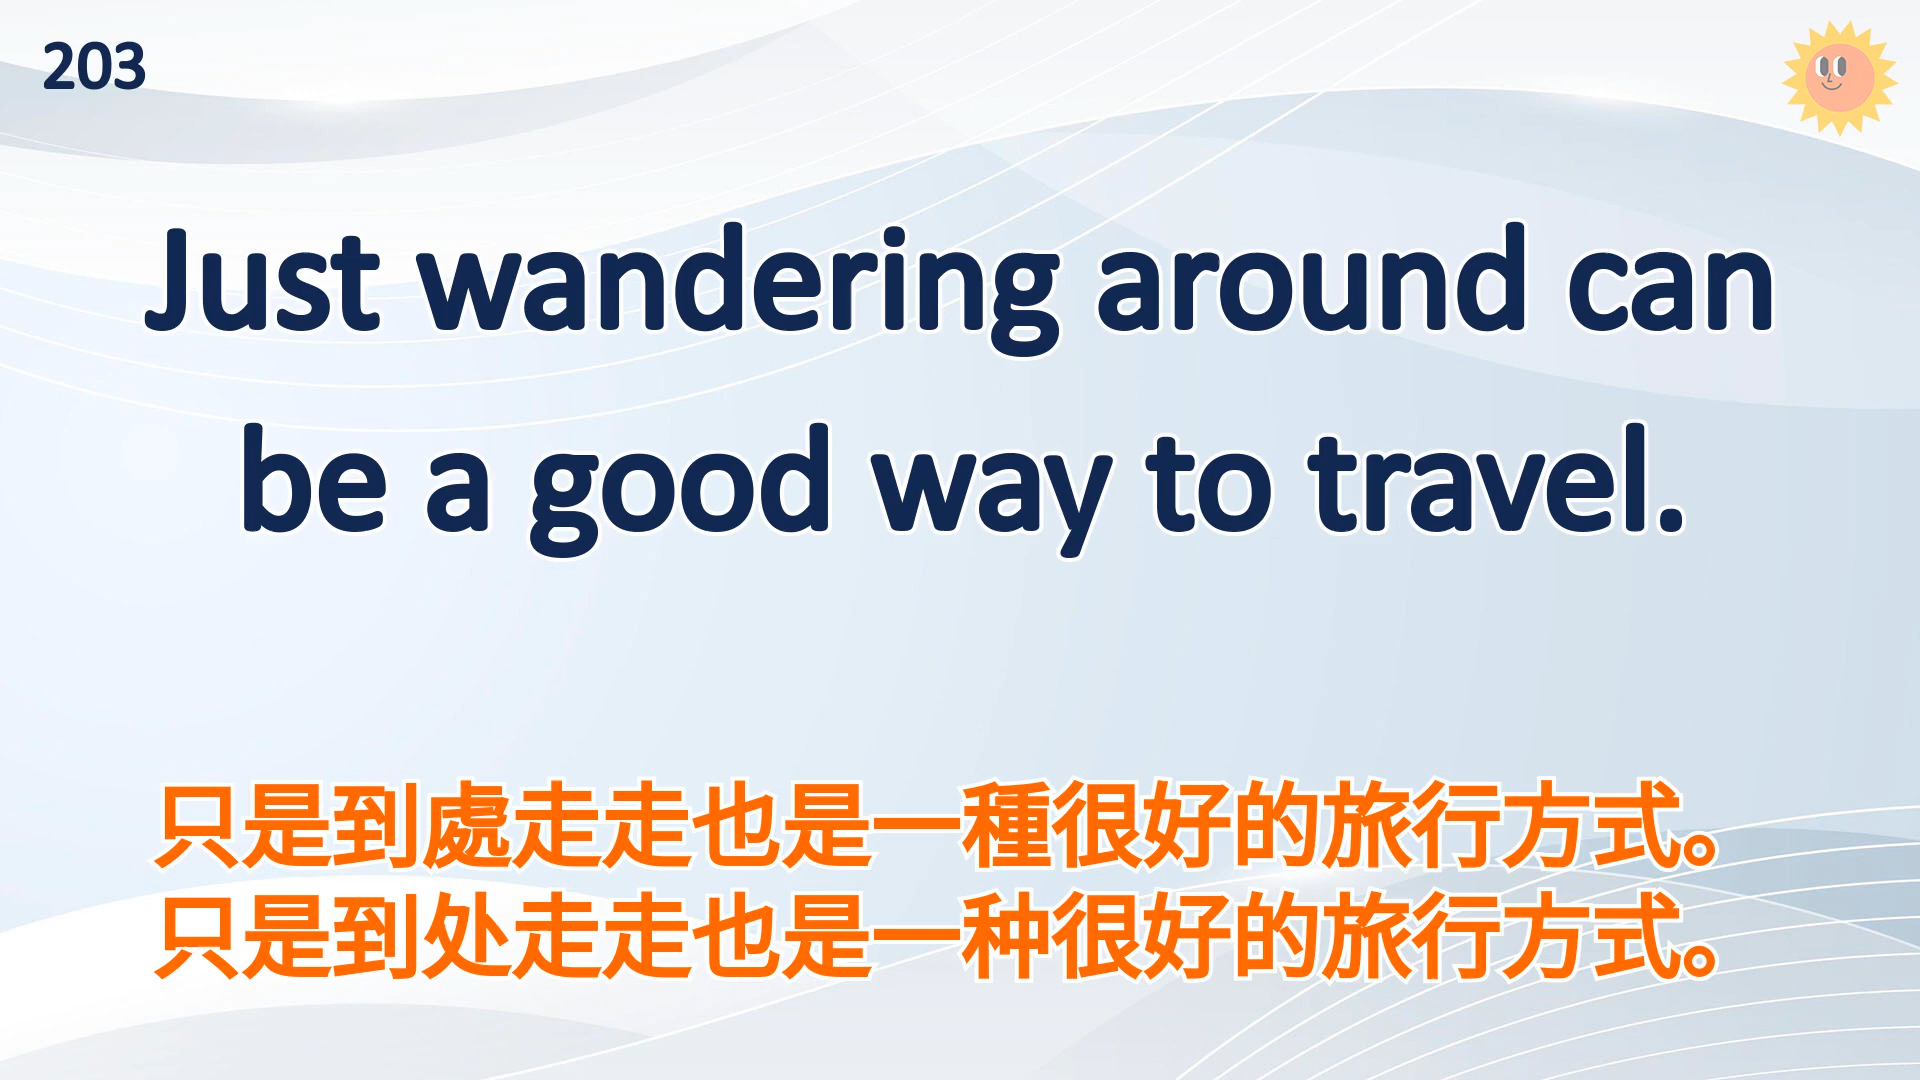 203
Just wandering around can
be a good way to travel.
只是到處走走也是一種很好的旅行方式。
只是到处走走也是一种很好的旅行方式。